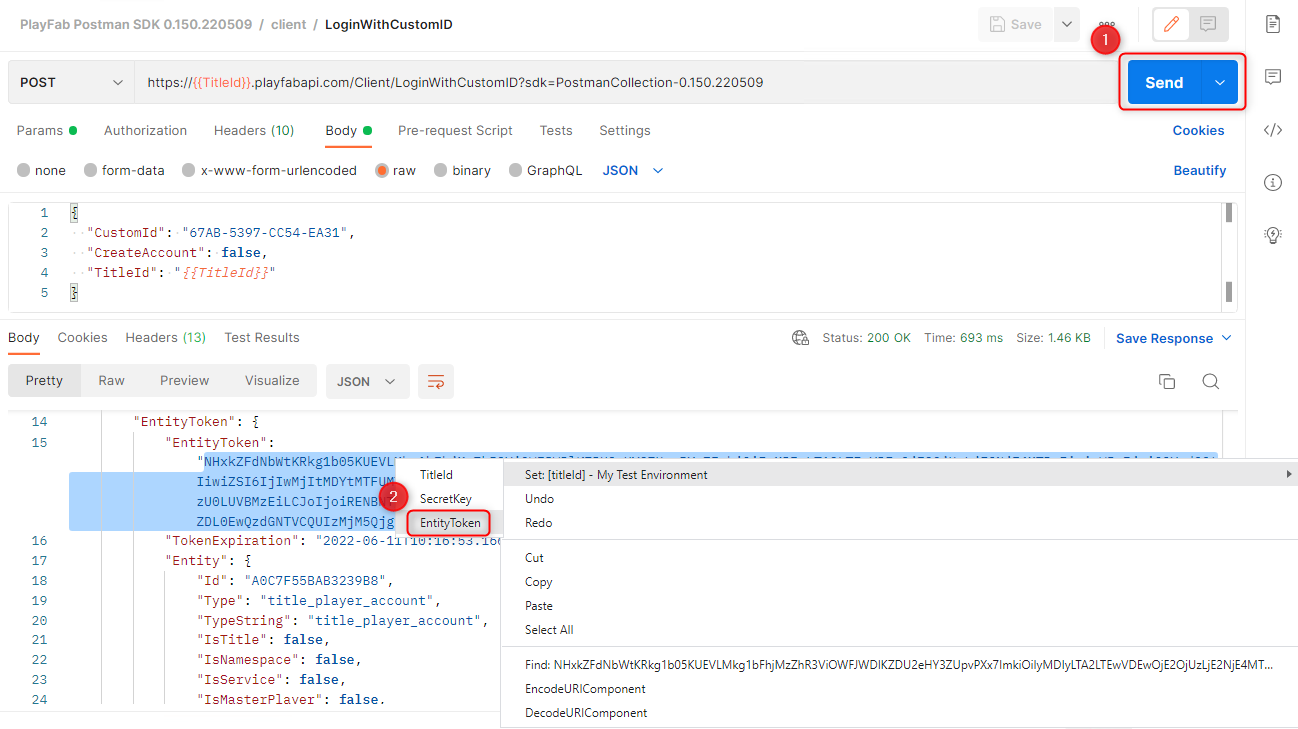 PlayFab Postman SDK 0.150.220509 / client / LoginWithCustomID
Save
1
POST https://{{TitleId}}.playfabapi.com/Client/LoginWithCustomID?sdk=PostmanCollection-0.150.220509
Send
Params Authorization Headers (10) Body Pre-request Script Tests Settings Cookies
none form-data x-www-form-urlencoded raw binary GraphQL JSON Beautify
1 {
2 "CustomId": "67AB-5397-CC54-EA31",
3 "CreateAccount": false,
4 "TitleId": "{{TitleId}}"
5 }
Body Cookies Headers (13) Test Results Status: 200 OK Time: 693 ms Size: 1.46 KB Save Response
Pretty Raw Preview Visualize JSON
14 "EntityToken": {
15 "EntityToken":
"NHxkZFdNbWtKRkg1b05KUEVL
IiwiZSI6IjIwMjItMDYtMTFUM
zU0LUVBMzEiLCJoIjoiRENB
ZDL0EwQzdGNTVCQUIzMjM5Qjg
16 "TokenExpiration": "2022-06-11T10:16:53.16
17 "Entity": {
18 "Id": "A0C7F55BAB3239B8",
19 "Type": "title_player_account",
20 "TypeString": "title_player_account",
21 "IsTitle": false,
22 "IsNamespace": false,
23 "IsService": false,
24 "IsMasterPlayer": false,
TitleId
2
SecretKey
EntityToken
Set: [titleId] - My Test Environment
Undo
Redo
Cut
Copy
Paste
Select All
Find: NHxkZFdNbWtKRkg1b05KUEVLMkg1bFhjMzZhR3ViOWFJWDlKZDU2eHY3ZUpvPXx7ImkiOiIyMDIyLTA2LTEwVDEwOjE2OjUzLjE2NjE4MT...
EncodeURIComponent
DecodeURIComponent